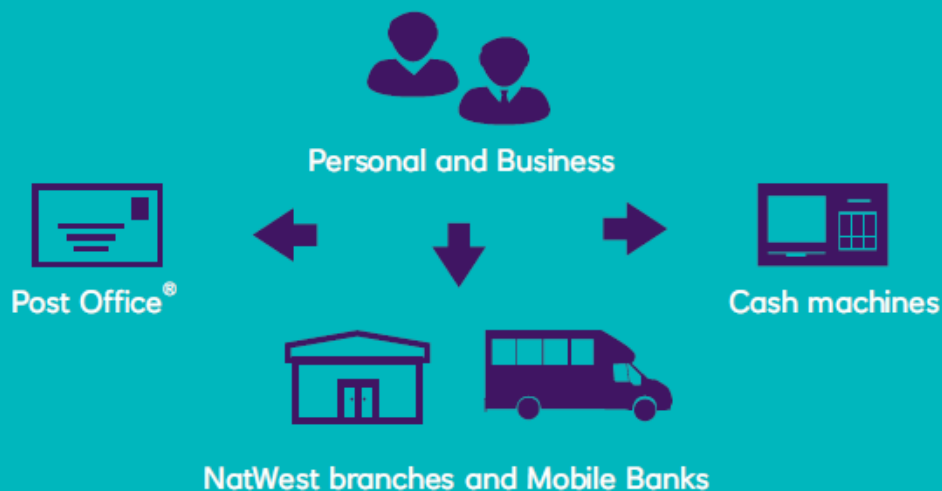 Personal and Business
Post Office®
Cash machines
NatWest branches and Mobile Banks